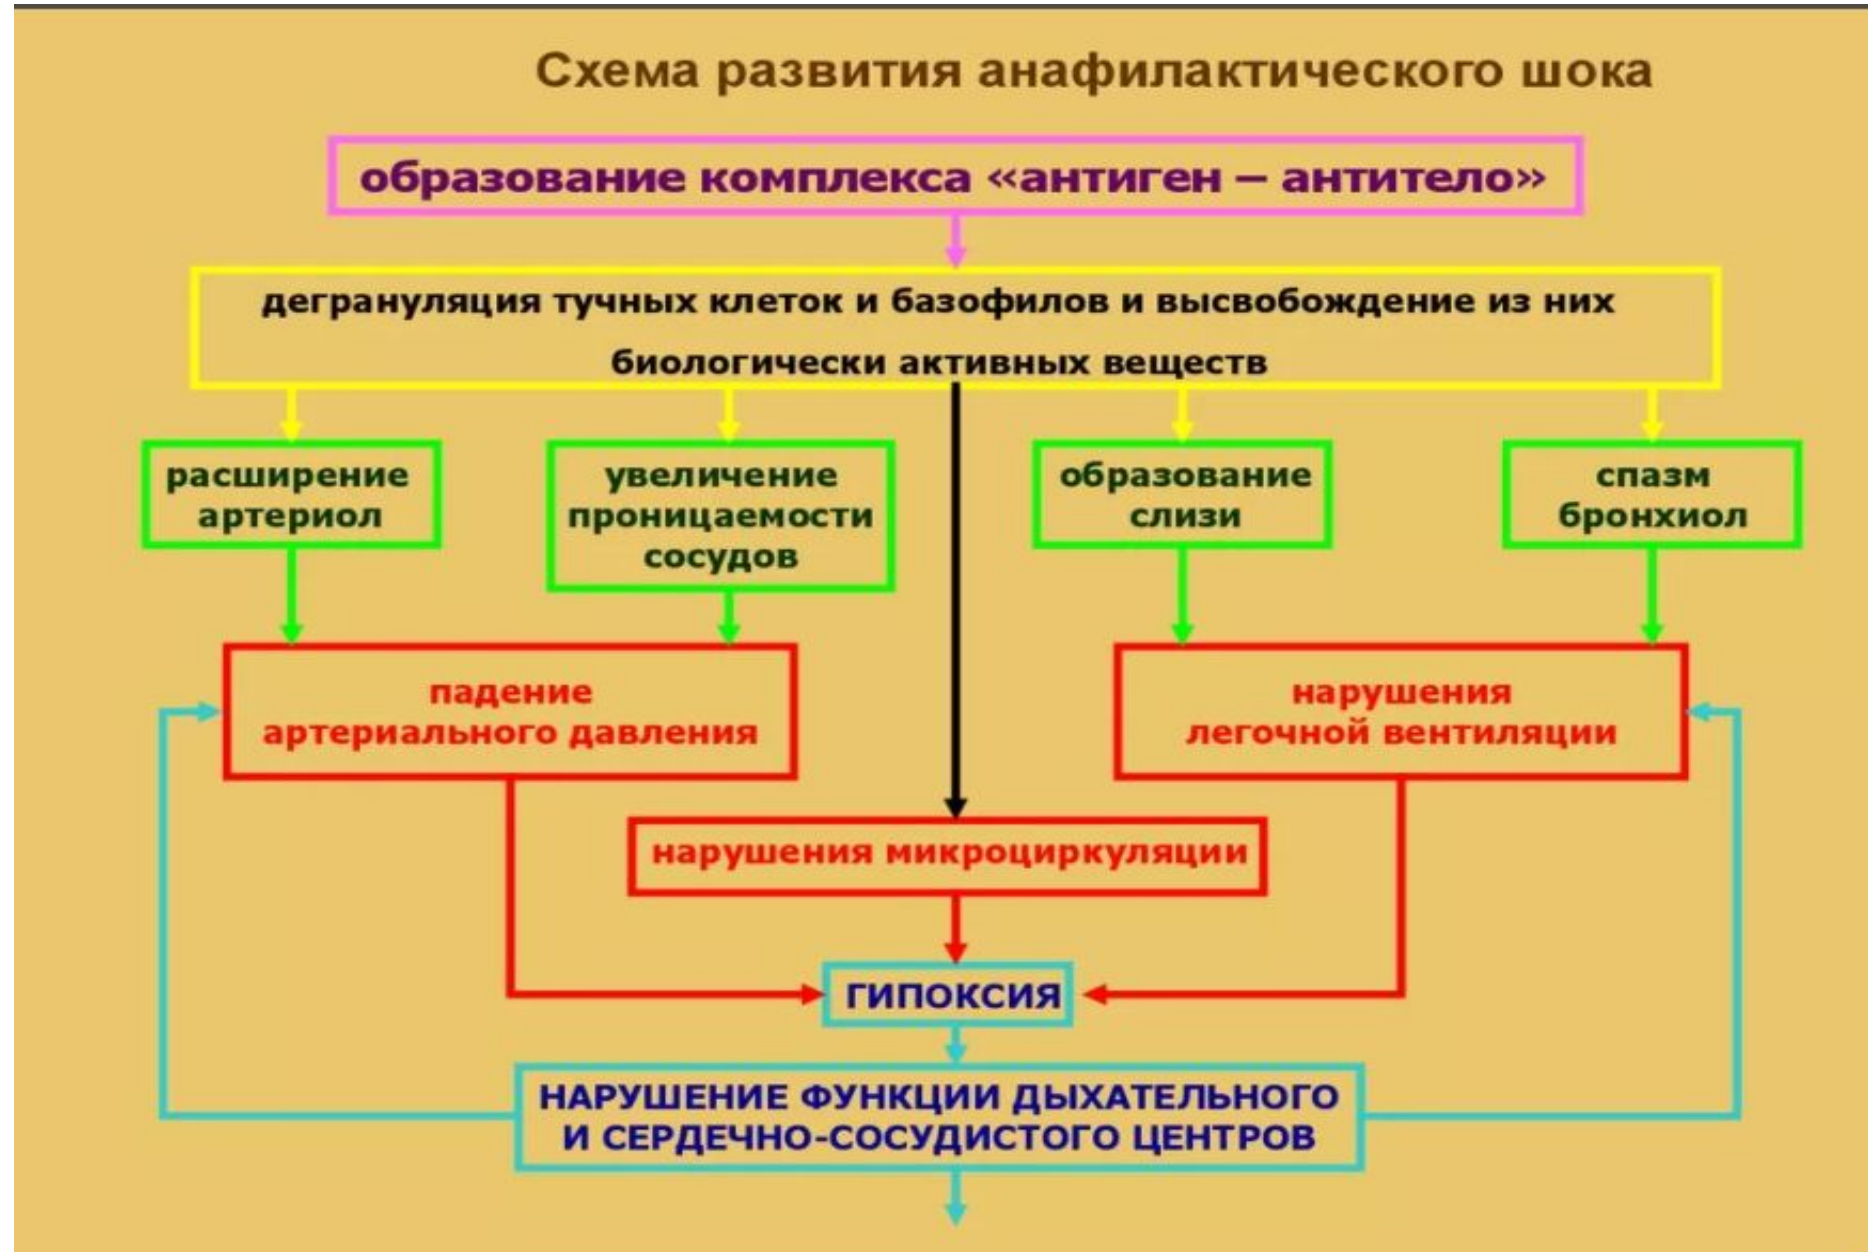 Схема развития анафилактического шока
образование комплекса «антиген – антитело»
дегрануляция тучных клеток и базофилов и высвобождение из них
биологически активных веществ
расширение
артериол
увеличение
проницаемости
сосудов
образование
слизи
спазм
бронхиол
падение
артериального давления
нарушения
легочной вентиляции
нарушения микроциркуляции
ГИПОКСИЯ
НАРУШЕНИЕ ФУНКЦИИ ДЫХАТЕЛЬНОГО
И СЕРДЕЧНО-СОСУДИСТОГО ЦЕНТРОВ